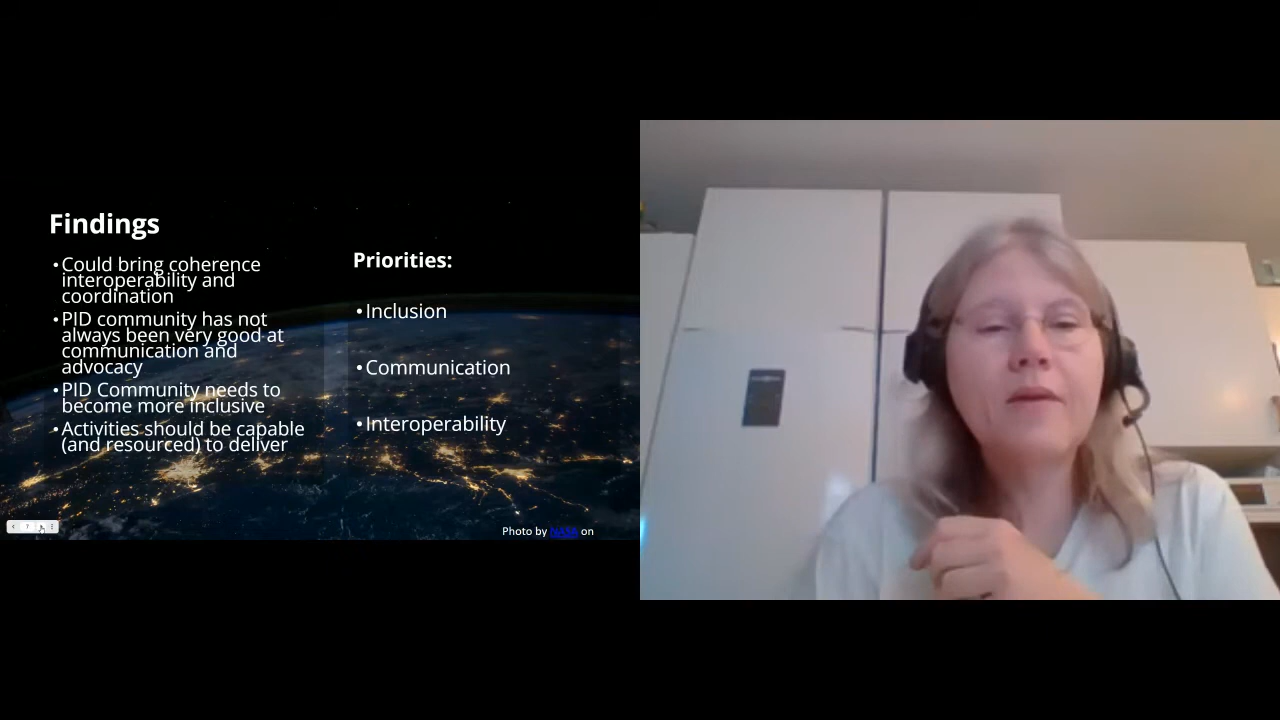 Findings
•Could bring coherence
interoperability and
coordination
•PID community has not
always been very good at
communication and
advocacy
•PID Community needs to
become more inclusive
•Activities should be capable
(and resourced) to deliver
Priorities:
•Inclusion
•Communication
•Interoperability
7
Photo by NASA on